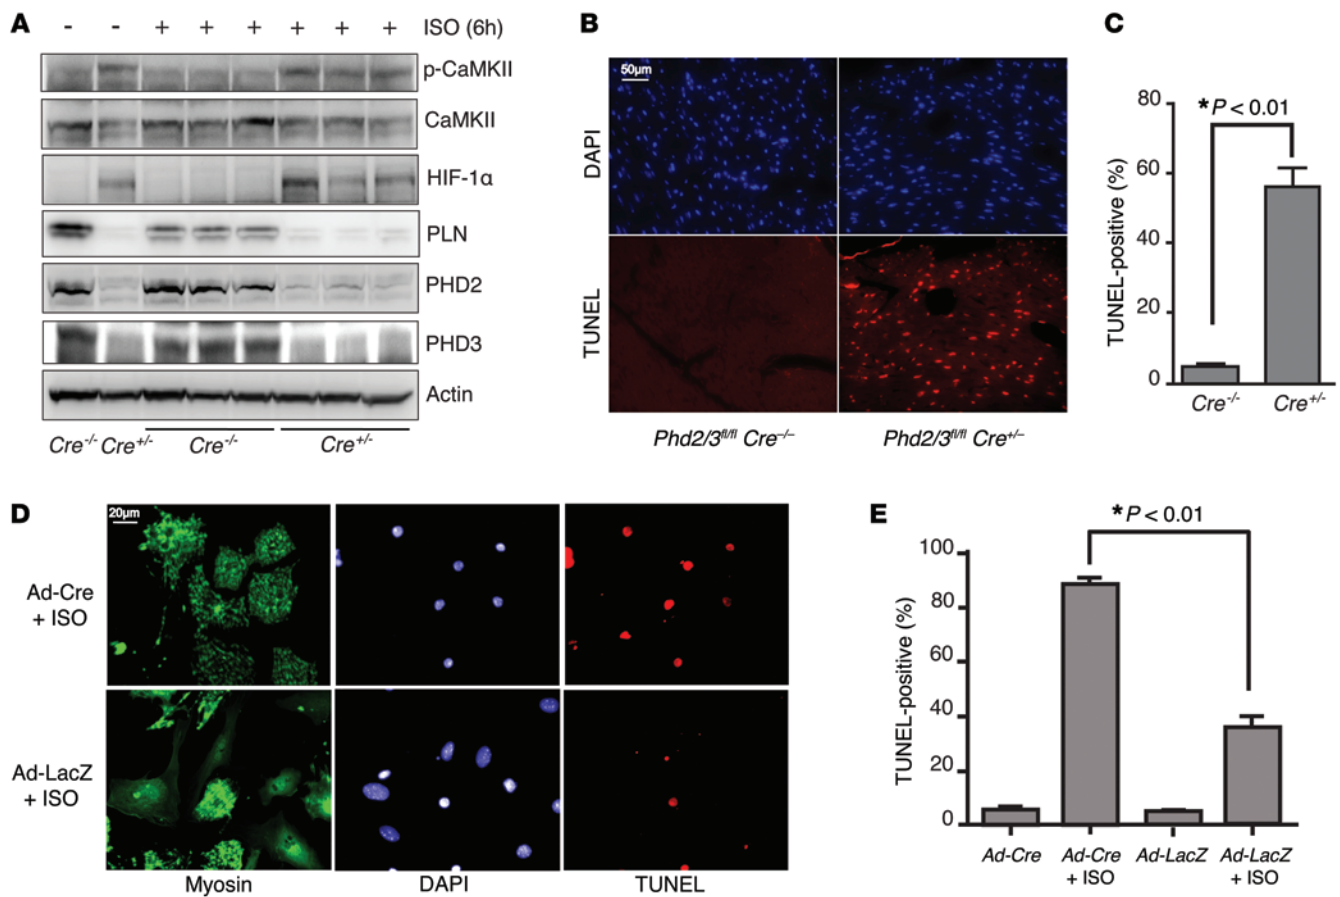 A
- - + + + + + + ISO (6h)
p-CaMKII
CaMKII
HIF-1α
PLN
PHD2
PHD3
Actin
Cre-/- Cre+/- Cre-/- Cre+/-
B
50µm
DAPI
TUNEL
Phd2/3fl/fl Cre–/– Phd2/3fl/fl Cre+/–
C
*P < 0.01
TUNEL-positive (%)
80
60
40
20
0
Cre-/- Cre+/-
D
20µm
Ad-Cre
+ ISO
Ad-LacZ
+ ISO
Myosin DAPI TUNEL
E
*P < 0.01
TUNEL-positive (%)
100
80
60
40
20
0
Ad-Cre Ad-Cre Ad-LacZ Ad-LacZ
+ ISO + ISO